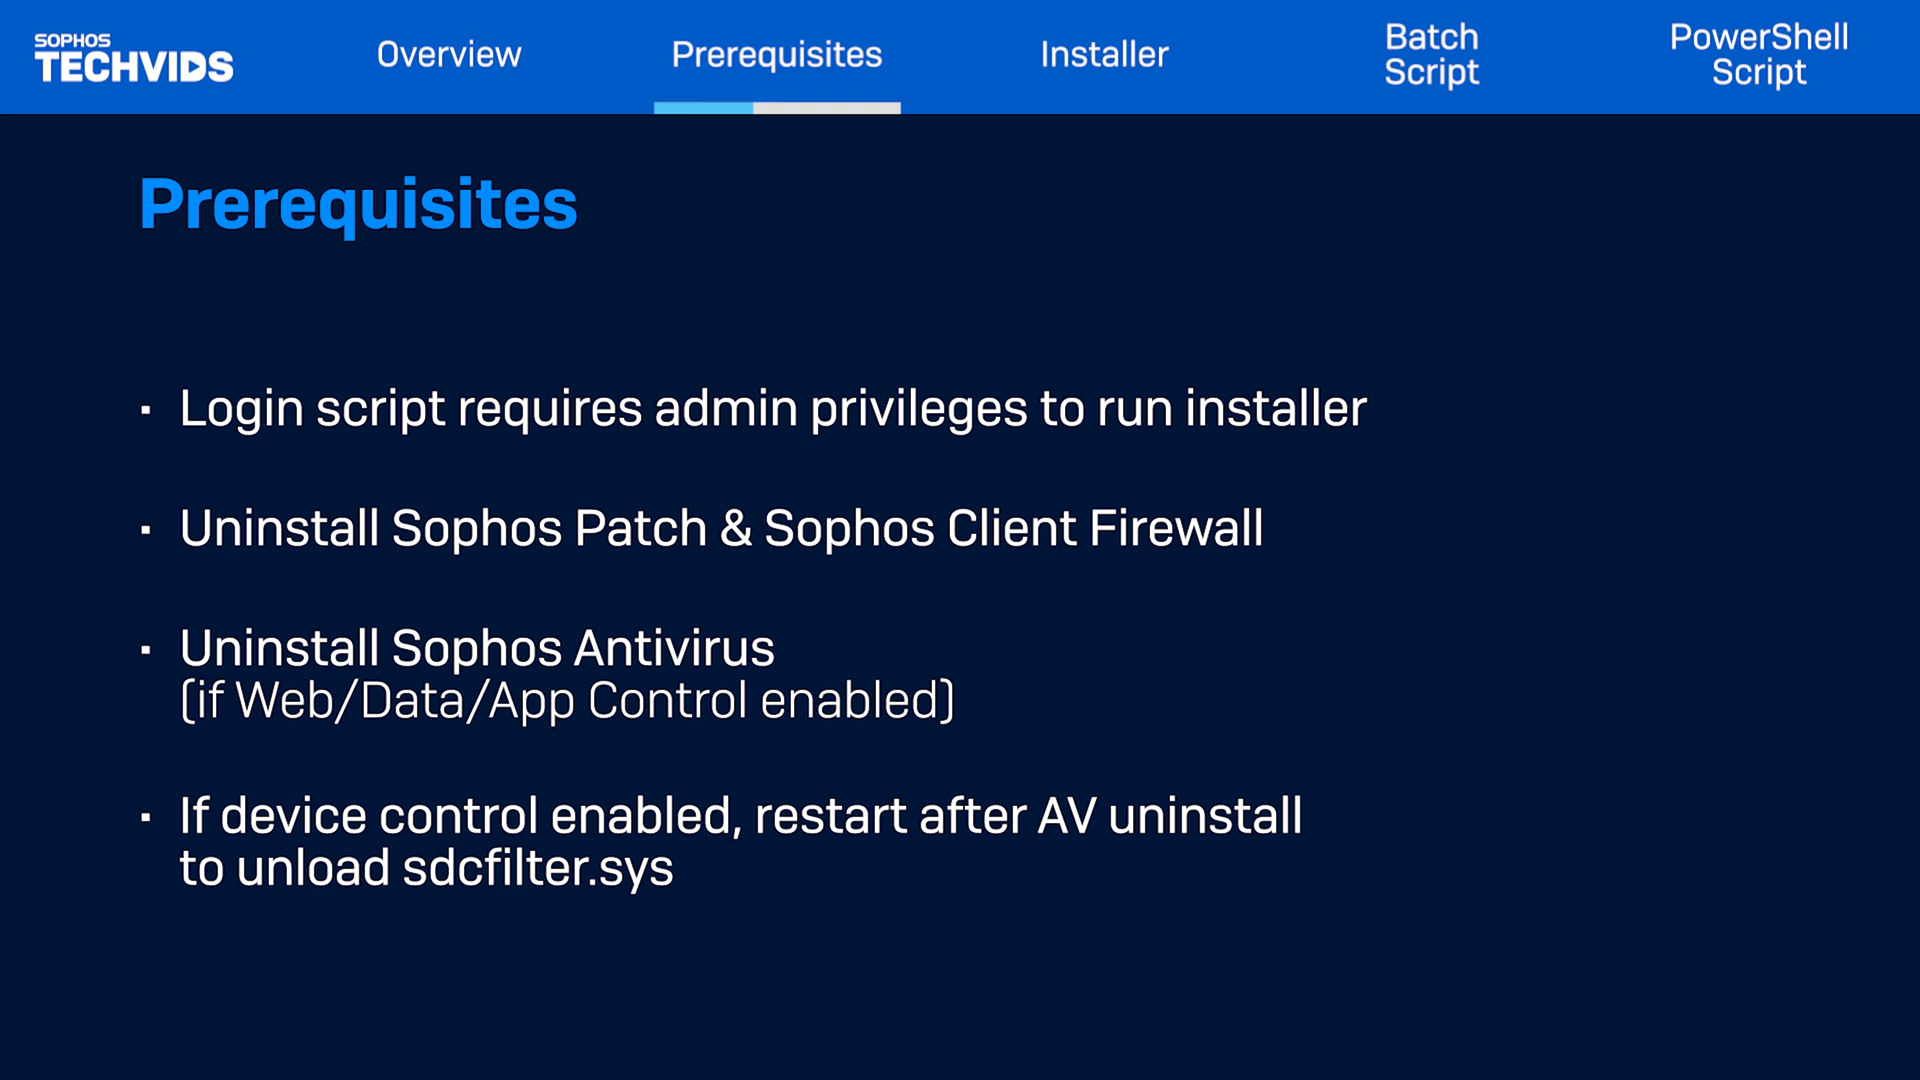 SOPHOS
TECHVIDS
Overview
Prerequisites
Installer
Batch
Script
PowerShell
Script
Prerequisites
▪ Login script requires admin privileges to run installer
▪ Uninstall Sophos Patch & Sophos Client Firewall
▪ Uninstall Sophos Antivirus
(if Web/Data/App Control enabled)
▪ If device control enabled, restart after AV uninstall
to unload sdcfilter.sys